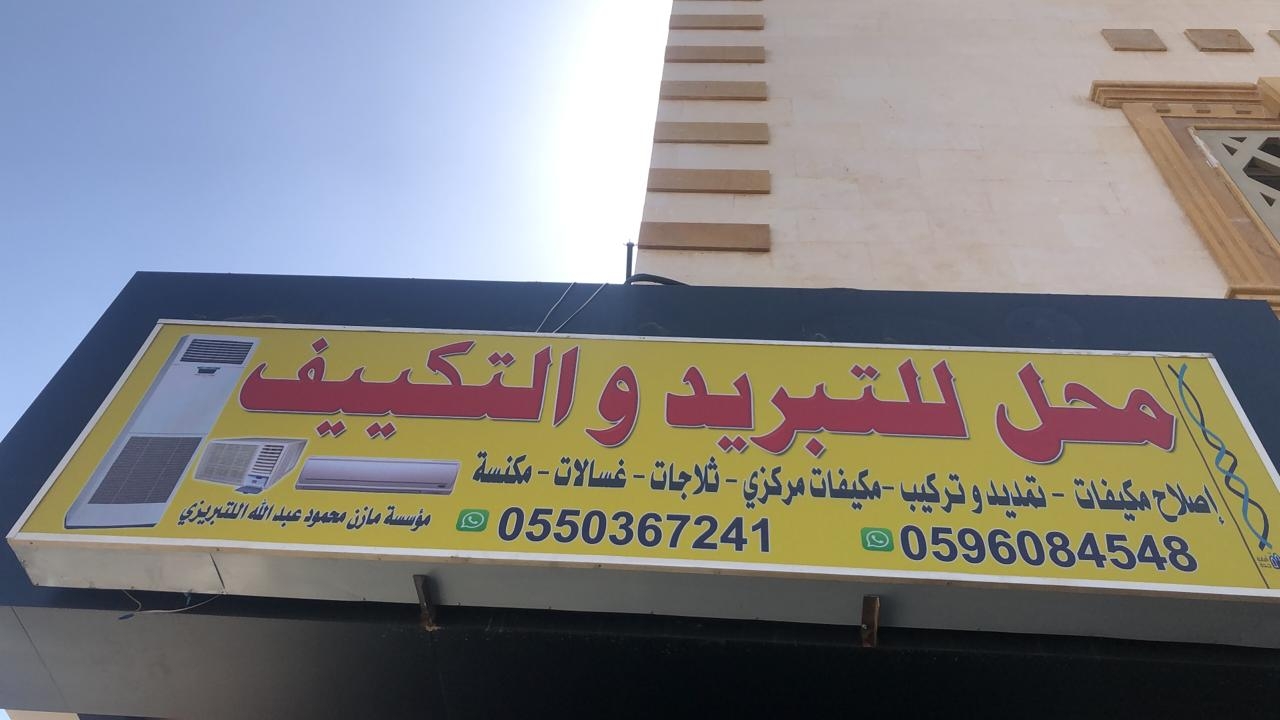 محل للتبريد و التكييف
إصلاح مكيفات - تمديد و تركيب -مكيفات مركزي - ثلاجات - غسالات - مكنسة
0596084548 0550367241
مؤسسة مازن محمود عبد الله التبريزي